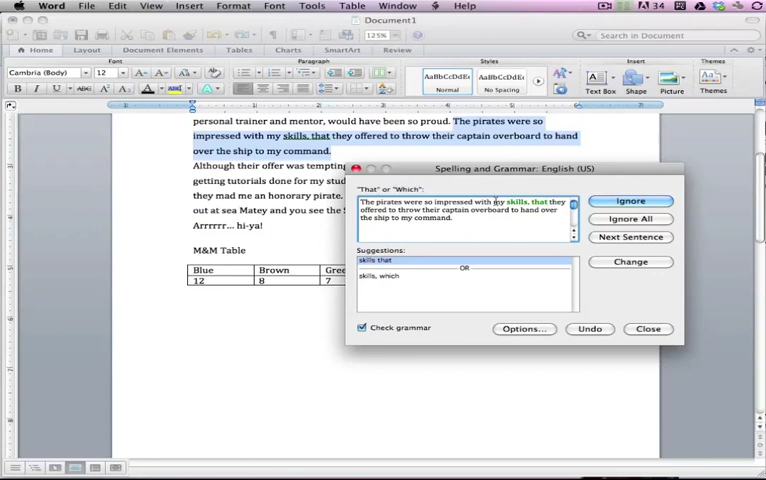 Word File Edit View Insert Format Font Tools Table Window Help A 34
Document1
125% Search in Document
Home Layout Document Elements Tables Charts SmartArt Review
Font Paragraph Styles Insert Themes
Cambria (Body) 12
AaBbCcDdE AaBbCcDdE
B I U
Normal No Spacing Text Box Shape Picture Themes
personal trainer and mentor, would have been so proud. The pirates were so
impressed with my skills, that they offered to throw their captain overboard to hand
over the ship to my command.
Although their offer was tempting
getting tutorials done for my stud
they mad me an honorary pirate.
out at sea Matey and you see the S
Arrrrrr... hi-ya!
M&M Table
Blue Brown Gree
12 8 7
Spelling and Grammar: English (US)
"That" or "Which":
The pirates were so impressed with my skills, that they
offered to throw their captain overboard to hand over
the ship to my command.
Ignore
Ignore All
Next Sentence
Suggestions:
skills that
OR
skills, which
Change
Check grammar
Options... Undo Close